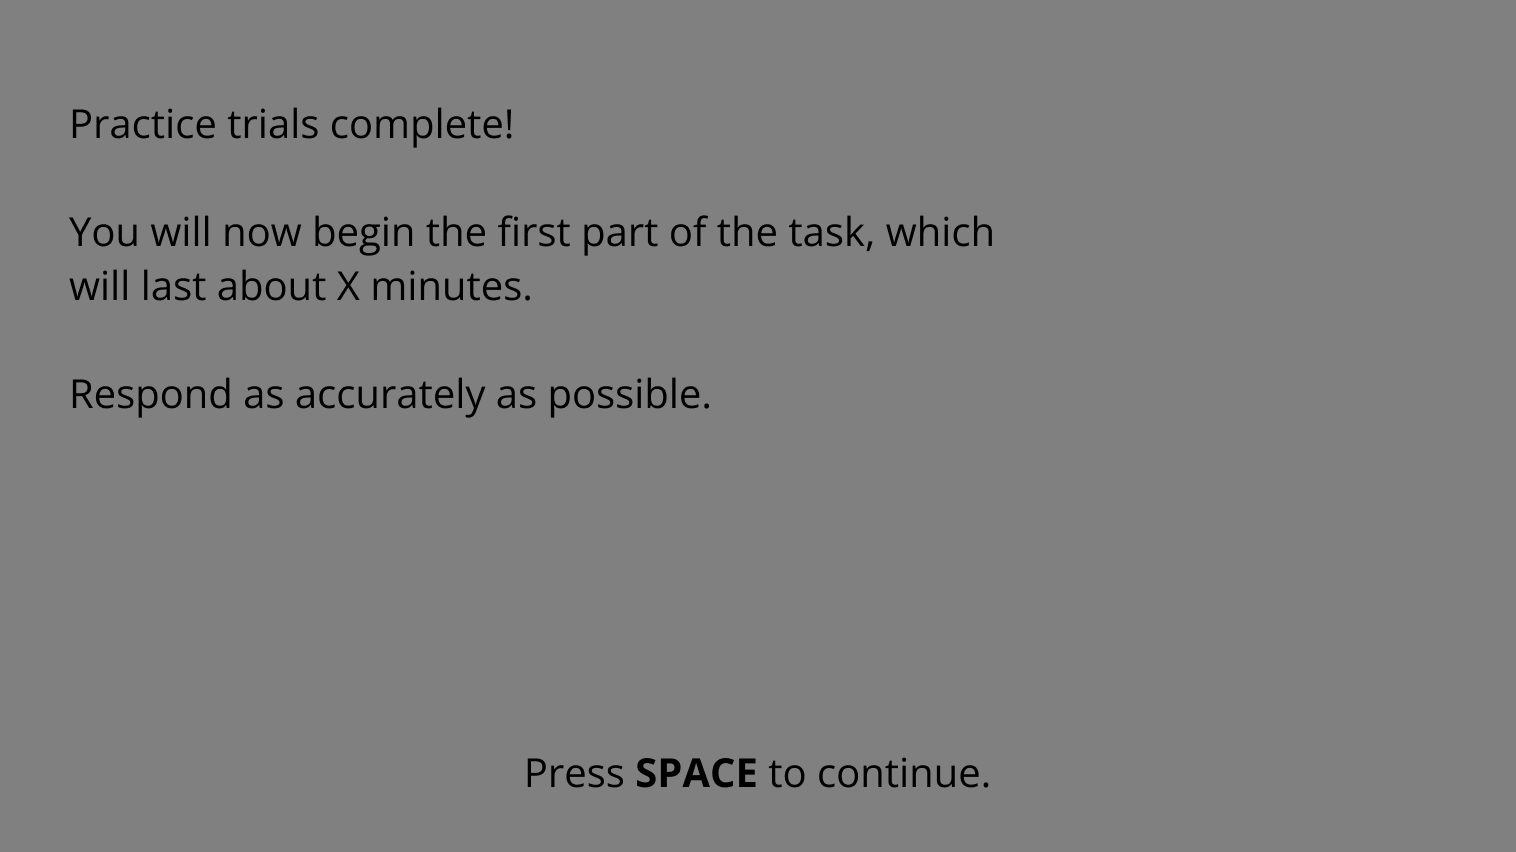 Practice trials complete!
You will now begin the first part of the task, which
will last about X minutes.
Respond as accurately as possible.
Press SPACE to continue.